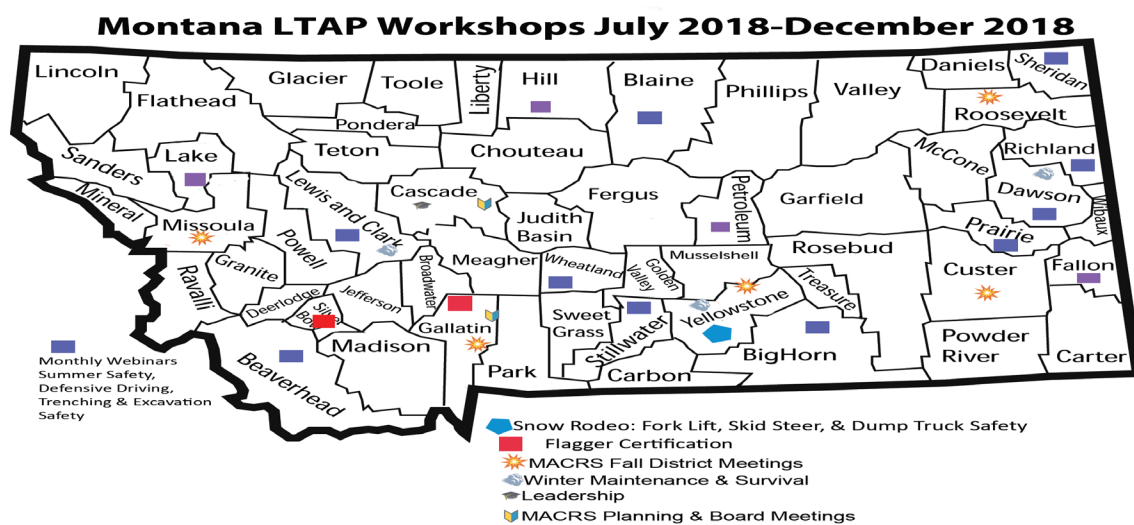 Montana LTAP Workshops July 2018-December 2018
Lincoln
Flathead
Glacier
Toole
Liberty
Hill
Blaine
Phillips
Valley
Daniels
Sheridan
Roosevelt
Pondera
Teton
Chouteau
Sanders
Lake
Mineral
Missoula
Lewis and Clark
Cascade
Fergus
Judith
Basin
Petroleum
Garfield
McCone
Richland
Dawson
Wibaux
Prairie
Powell
Granite
Ravalli
Deerlodge
Silver
Bow
Jefferson
Broadwater
Meagher
Wheatland
Golden
Valley
Musselshell
Rosebud
Treasure
Custer
Fallon
Gallatin
Madison
Beaverhead
Park
Sweet
Grass
Stillwater
Yellowstone
Carbon
BigHorn
Powder
River
Carter
Monthly Webinars
Summer Safety,
Defensive Driving,
Trenching & Excavation
Safety
Snow Rodeo: Fork Lift, Skid Steer, & Dump Truck Safety
Flagger Certification
MACRS Fall District Meetings
Winter Maintenance & Survival
Leadership
MACRS Planning & Board Meetings